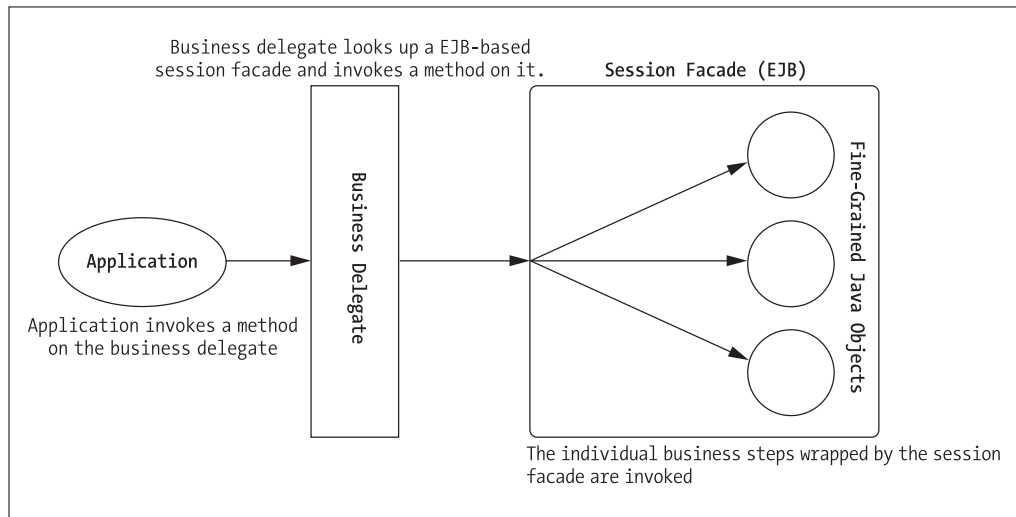 Business delegate looks up a EJB-based
session facade and invokes a method on it.
Session Facade (EJB)
Business Delegate
Fine-Grained Java Objects
Application
Application invokes a method
on the business delegate
The individual business steps wrapped by the session
facade are invoked